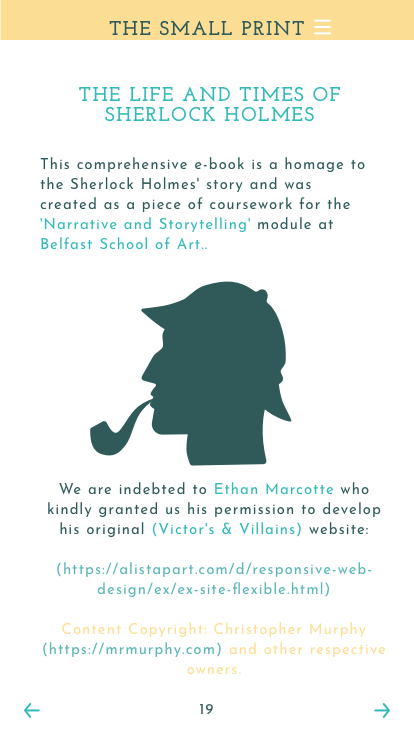 THE SMALL PRINT
THE LIFE AND TIMES OF
SHERLOCK HOLMES
This comprehensive e-book is a homage to
the Sherlock Holmes' story and was
created as a piece of coursework for the
'Narrative and Storytelling' module at
Belfast School of Art..
We are indebted to Ethan Marcotte who
kindly granted us his permission to develop
his original (Victor's & Villains) website:
(https://alistapart.com/d/responsive-web-
design/ex/ex-site-flexible.html)
Content Copyright: Christopher Murphy
(https://mrmurphy.com) and other respective
owners.
19